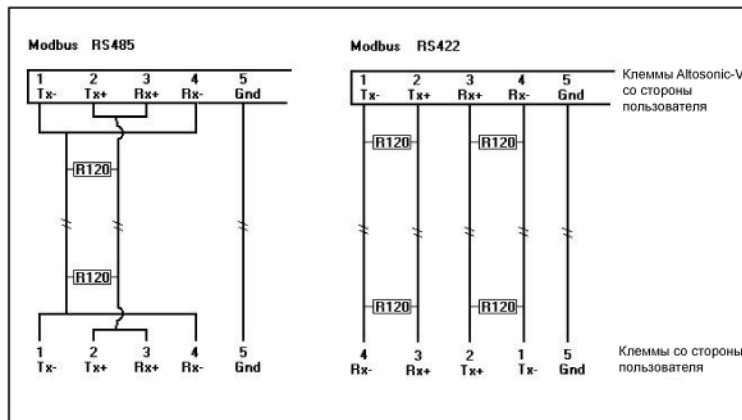 Modbus RS485
1 2 3 4 5
Tx- Tx+ Rx+ Rx- Gnd
R120
R120
1 2 3 4 5
Tx- Tx+ Rx+ Rx- Gnd
Modbus RS422
1 2 3 4 5
Tx- Tx+ Rx+ Rx- Gnd
R120 R120
R120 R120
4 3 2 1 5
Rx- Rx+ Tx+ Tx- Gnd
Клеммы Altosonic-V
со стороны
пользователя
Клеммы со стороны
пользователя